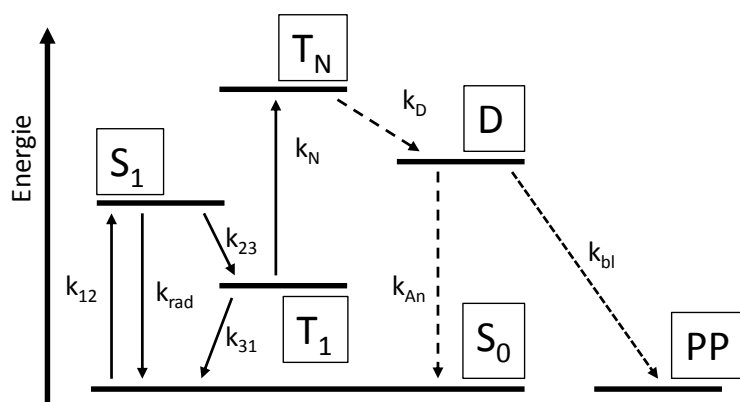 Energie
T_N
k_D
D
S_1
k_N
k_23
k_12
k_rad
k_bl
k_An
k_31
T_1
S_0
PP